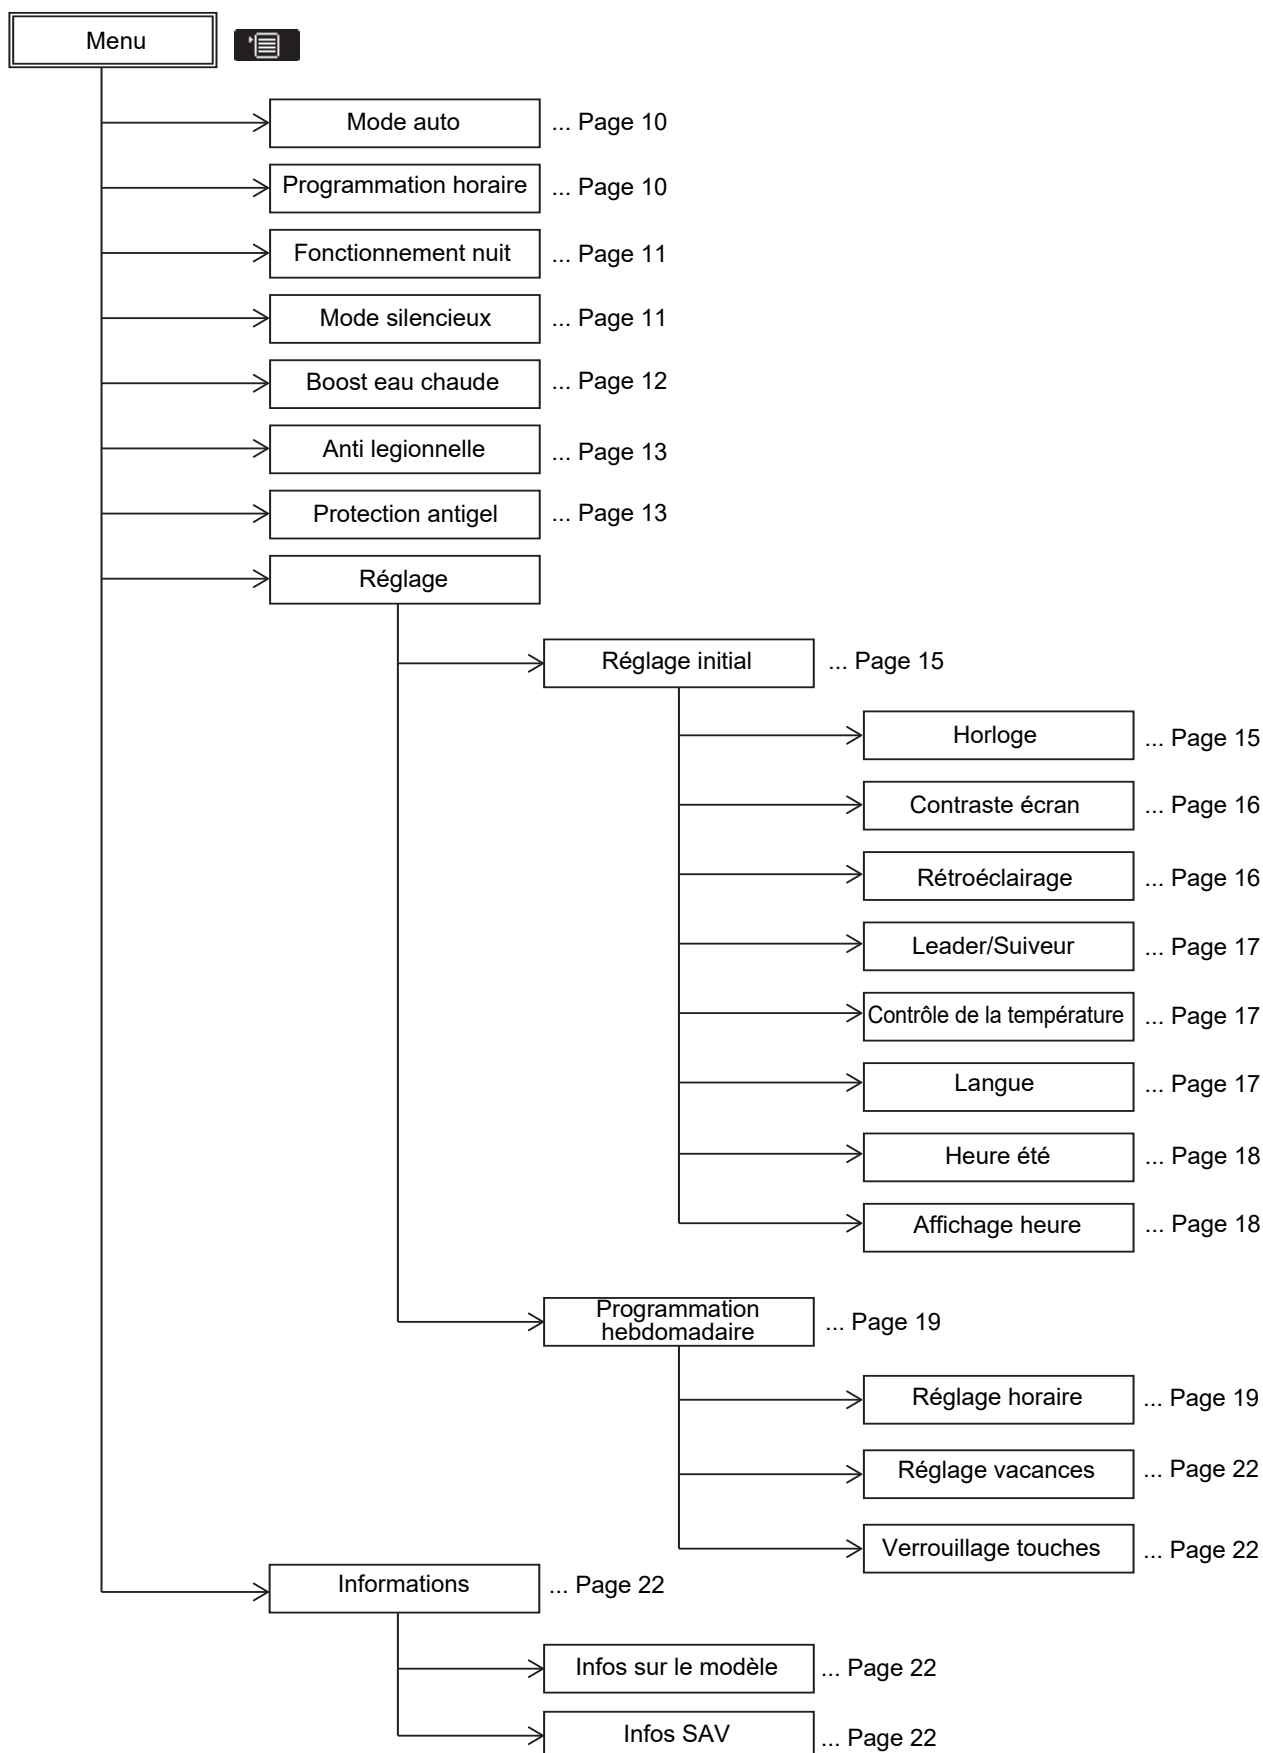 Menu
Mode auto ... Page 10
Programmation horaire ... Page 10
Fonctionnement nuit ... Page 11
Mode silencieux ... Page 11
Boost eau chaude ... Page 12
Anti legionnelle ... Page 13
Protection antigel ... Page 13
Réglage
Réglage initial ... Page 15
Horloge ... Page 15
Contraste écran ... Page 16
Rétroéclairage ... Page 16
Leader/Suiveur ... Page 17
Contrôle de la température ... Page 17
Langue ... Page 17
Heure été ... Page 18
Affichage heure ... Page 18
Programmation
hebdomadaire ... Page 19
Réglage horaire ... Page 19
Réglage vacances ... Page 22
Verrouillage touches ... Page 22
Informations ... Page 22
Infos sur le modèle ... Page 22
Infos SAV ... Page 22